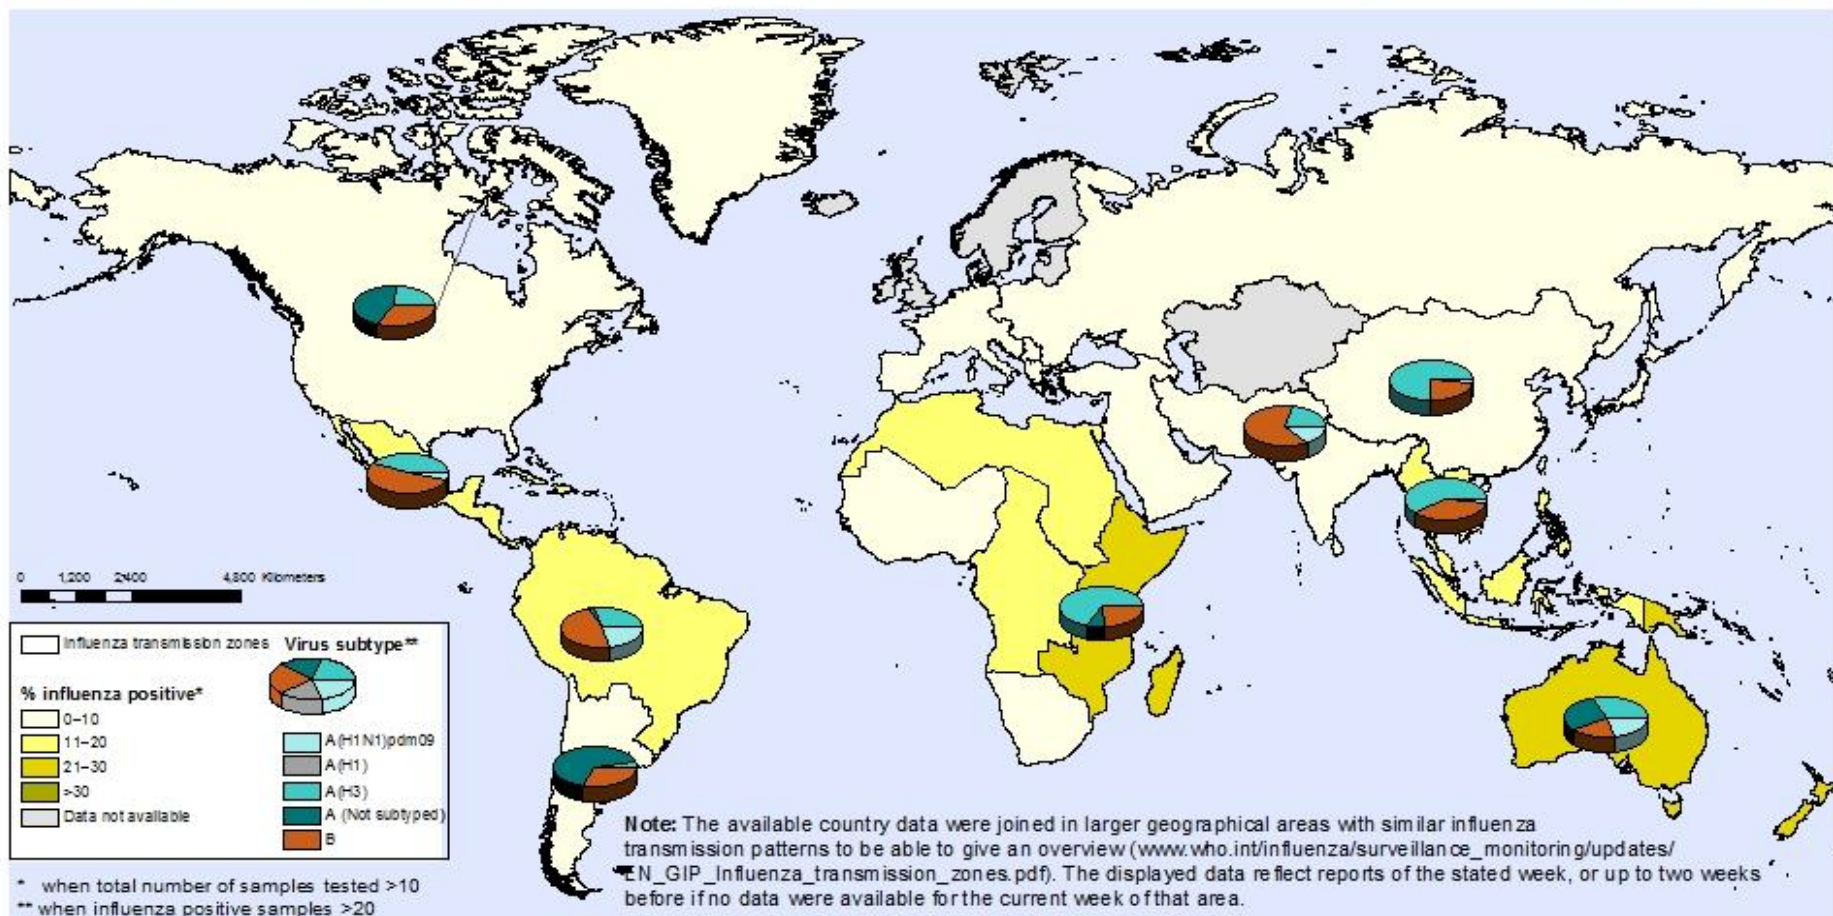 0 1,200 2,400 4,800 Kilometers
Influenza transmission zones
Virus subtype**
% influenza positive*
0–10
11–20
21–30
>30
Data not available
A(H1N1)pdm09
A(H1)
A(H3)
A (Not subtyped)
B
* when total number of samples tested >10
** when influenza positive samples >20
Note: The available country data were joined in larger geographical areas with similar influenza
transmission patterns to be able to give an overview (www.who.int/influenza/surveillance_monitoring/updates/
EN_GIP_Influenza_transmission_zones.pdf). The displayed data reflect reports of the stated week, or up to two weeks
before if no data were available for the current week of that area.